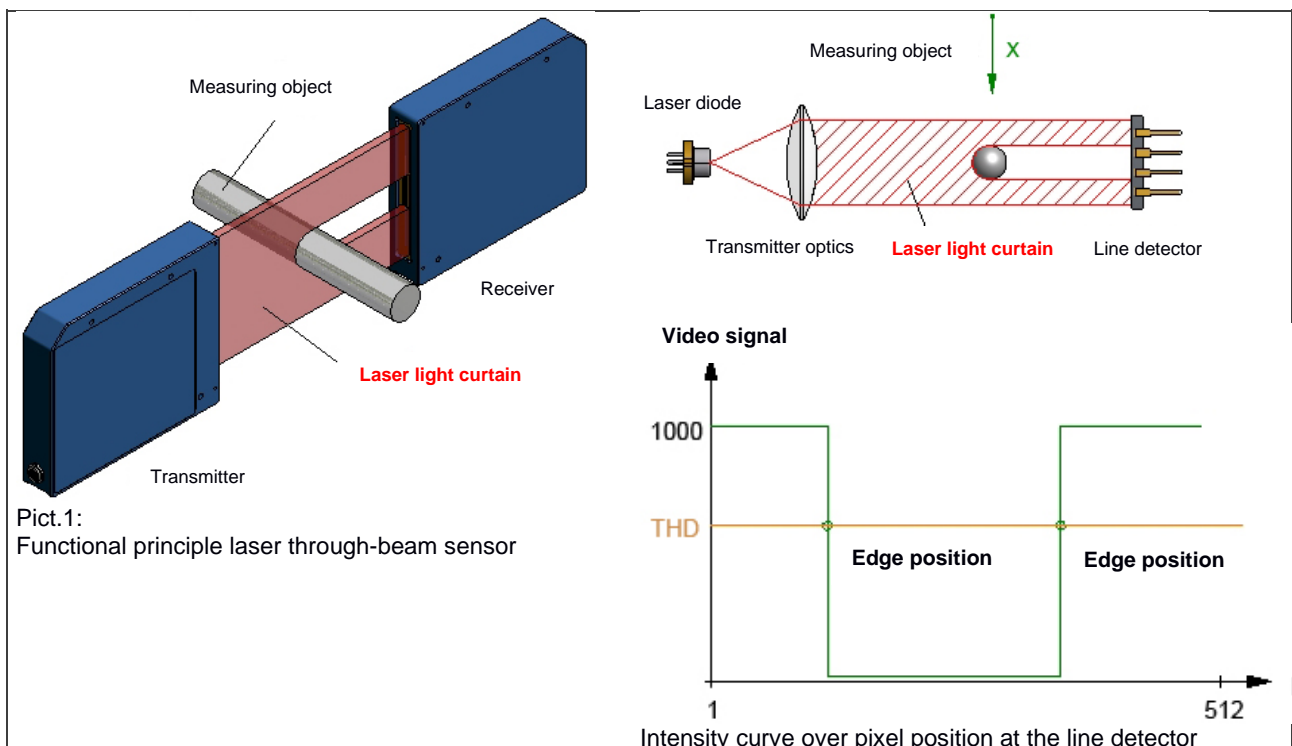 Measuring object
Laser light curtain
Receiver
Transmitter
Pict.1:
Functional principle laser through-beam sensor
Measuring object
X
Laser diode
Transmitter optics
Laser light curtain
Line detector
Video signal
1000
THD
Edge position
Edge position
1
512
Intensity curve over pixel position at the line detector